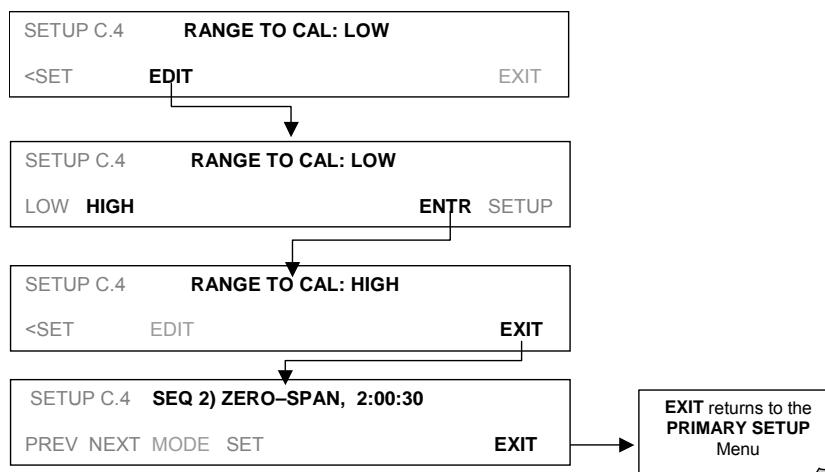 SETUP C.4 RANGE TO CAL: LOW
<SET EDIT EXIT
SETUP C.4 RANGE TO CAL: LOW
LOW HIGH ENTR SETUP
SETUP C.4 RANGE TO CAL: HIGH
<SET EDIT EXIT
SETUP C.4 SEQ 2) ZERO–SPAN, 2:00:30
PREV NEXT MODE SET EXIT
EXIT returns to the
PRIMARY SETUP
Menu